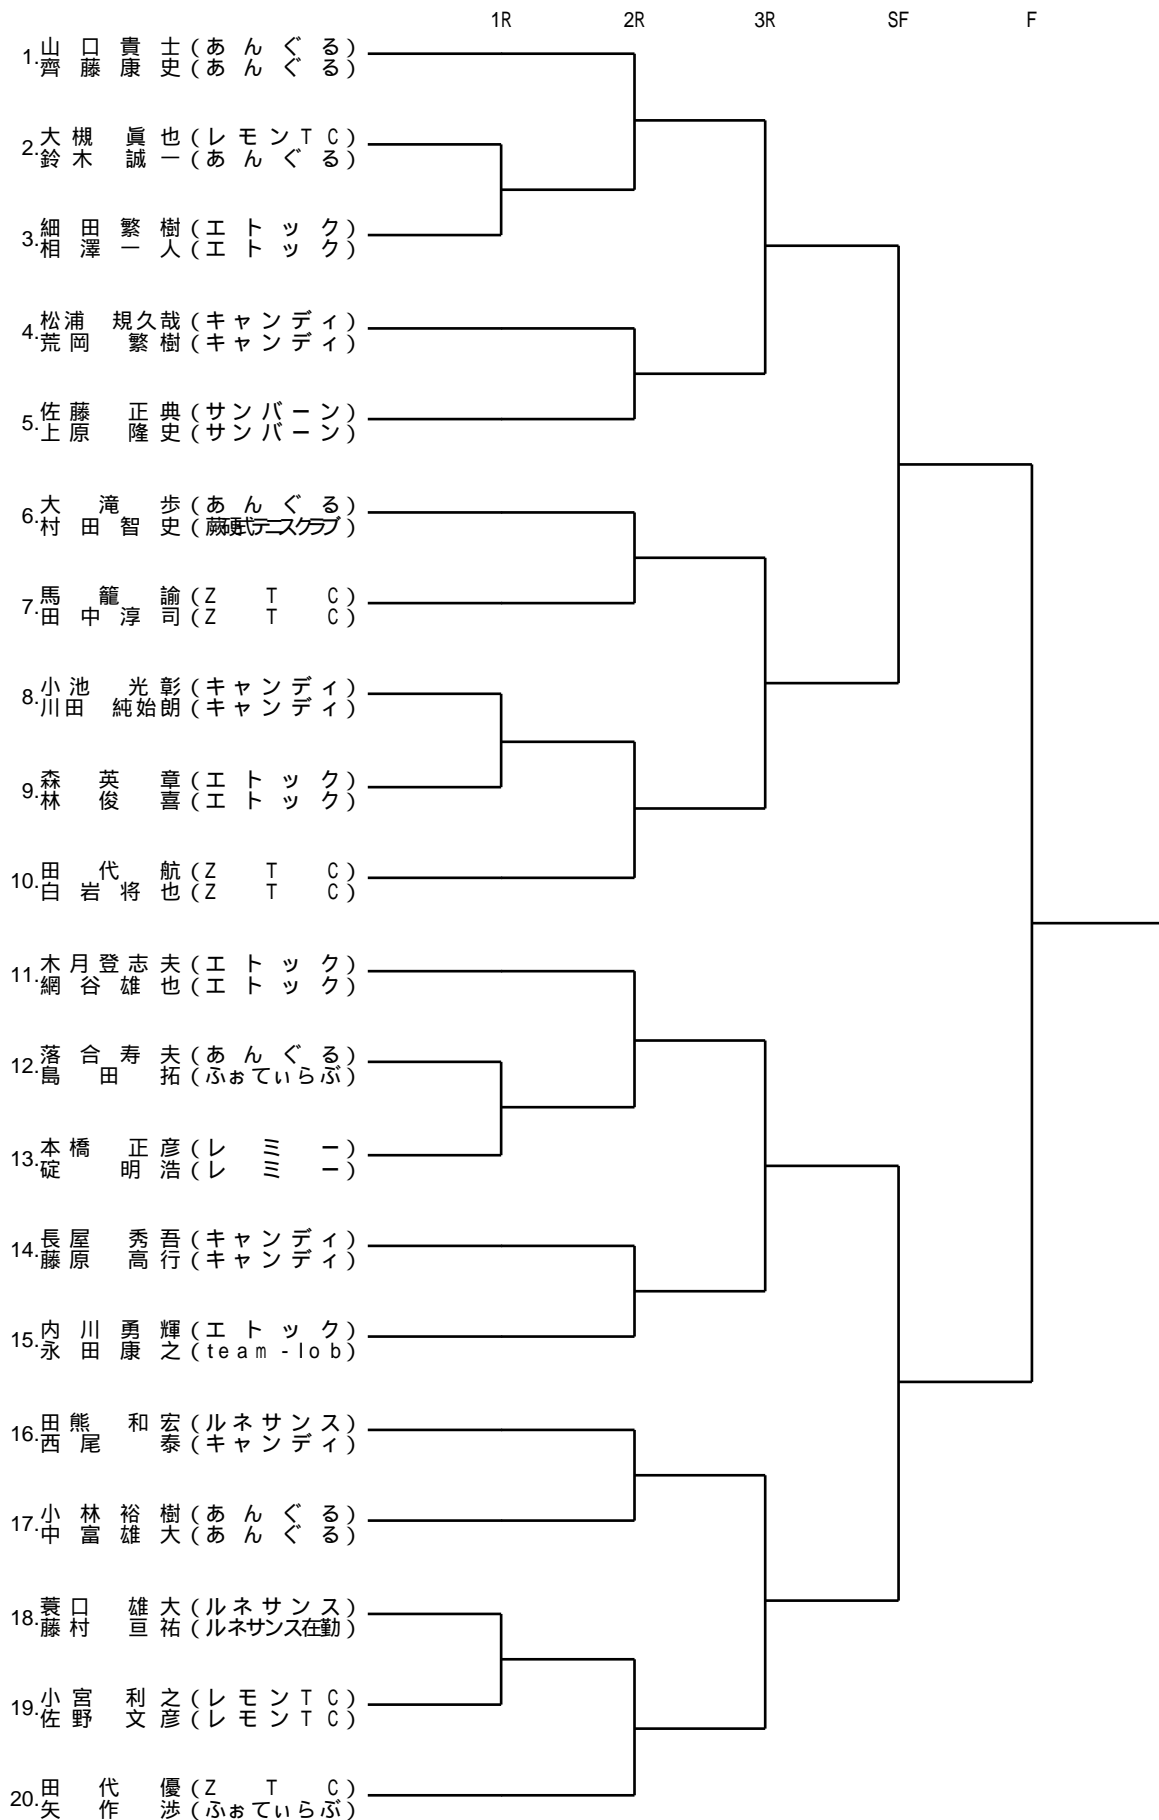 1R 2R 3R SF F
1.山口貴士(あんぐる)
齊藤康史(あんぐる)
2.大槻眞也(レモンTC)
鈴木誠一(あんぐる)
3.細田繁樹(エトック)
相澤一人(エトック)
4.松浦規久哉(キャンディ)
荒岡繁樹(キャンディ)
5.佐藤正典(サンバーン)
上原隆史(サンバーン)
6.大滝歩(あんぐる)
村田智史(蕨硬式テニスクラブ)
7.馬籠諭(ZTC)
田中淳司(ZTC)
8.小池光彰(キャンディ)
川田純始朗(キャンディ)
9.森英章(エトック)
林俊喜(エトック)
10.田代航(ZTC)
白岩将也(ZTC)
11.木月登志夫(エトック)
網谷雄也(エトック)
12.落合寿夫(あんぐる)
島田拓(ふぉてぃらぶ)
13.本橋正彦(レミー)
碇明浩(レミー)
14.長屋秀吾(キャンディ)
藤原高行(キャンディ)
15.内川勇輝(エトック)
永田康之(team-lob)
16.田熊和宏(ルネサンス)
西尾泰(キャンディ)
17.小林裕樹(あんぐる)
中富雄大(あんぐる)
18.蓑口雄大(ルネサンス)
藤村亘祐(ルネサンス在勤)
19.小宮利之(レモンTC)
佐野文彦(レモンTC)
20.田代優(ZTC)
矢作渉(ふぉてぃらぶ)